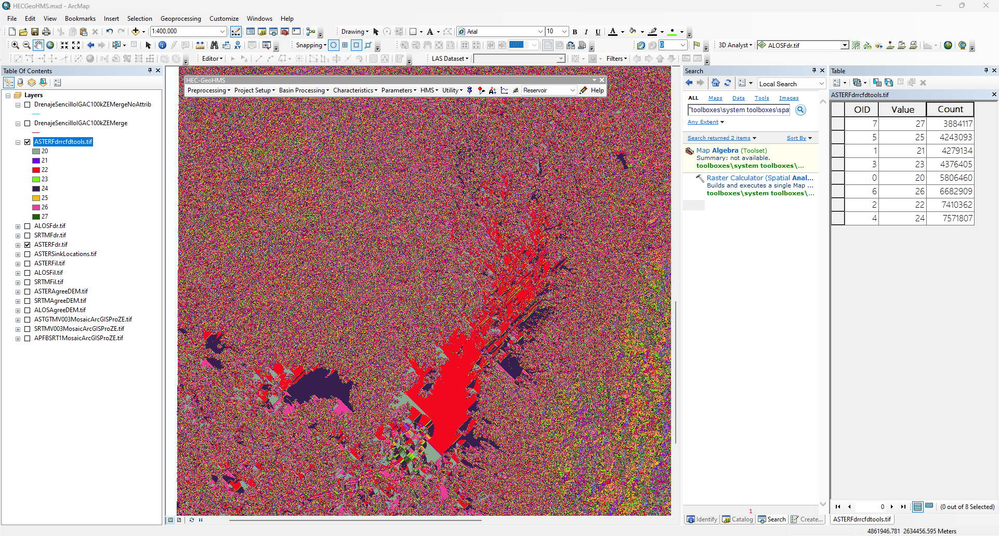 HECGeoHMS.mxd - ArcMap
File Edit View Bookmarks Insert Selection Geoprocessing Customize Windows Help
1:400,000 Drawing A Arial 10 B I U A
Snapping 100% 0 3D Analyst ALOSFdr.tif
Editor LAS Dataset Filters
Table Of Contents
Layers
DrenajeSencilloIGAC100kZEMergeNoAttrib
DrenajeSencilloIGAC100kZEMerge
ASTERFdrrcfdtools.tif
20
21
22
23
24
25
26
27
ALOSFdr.tif
SRTMFdr.tif
ASTERFdr.tif
ASTERSinkLocations.tif
ASTERFil.tif
ALOSFil.tif
SRTMFil.tif
ASTERAgreeDEM.tif
SRTMAgreeDEM.tif
ALOSAgreeDEM.tif
ASTGTMV003MosaicArcGISProZE.tif
SRTMV003MosaicArcGISProZE.tif
APFBSRT1MosaicArcGISProZE.tif
HEC-GeoHMS
Preprocessing Project Setup Basin Processing Characteristics Parameters HMS Utility Reservoir Help
Search
Local Search
ALL Maps Data Tools Images
"toolboxes\system toolboxes\spa
Any Extent
Search returned 2 items Sort By
Map Algebra (Toolset)
Summary: not available.
toolboxes\system toolboxes\...
Raster Calculator (Spatial Anal...
Builds and executes a single Map ...
toolboxes\system toolboxes\...
1
Identify Catalog Search Create...
Table
ASTERFdrrcfdtools.tif
OID Value Count
7 27 3884117
5 25 4243093
1 21 4279134
3 23 4376405
0 20 5806460
6 26 6682909
2 22 7410362
4 24 7571807
0 (0 out of 8 Selected)
ASTERFdrrcfdtools.tif
4861946.781 2634456.595 Meters